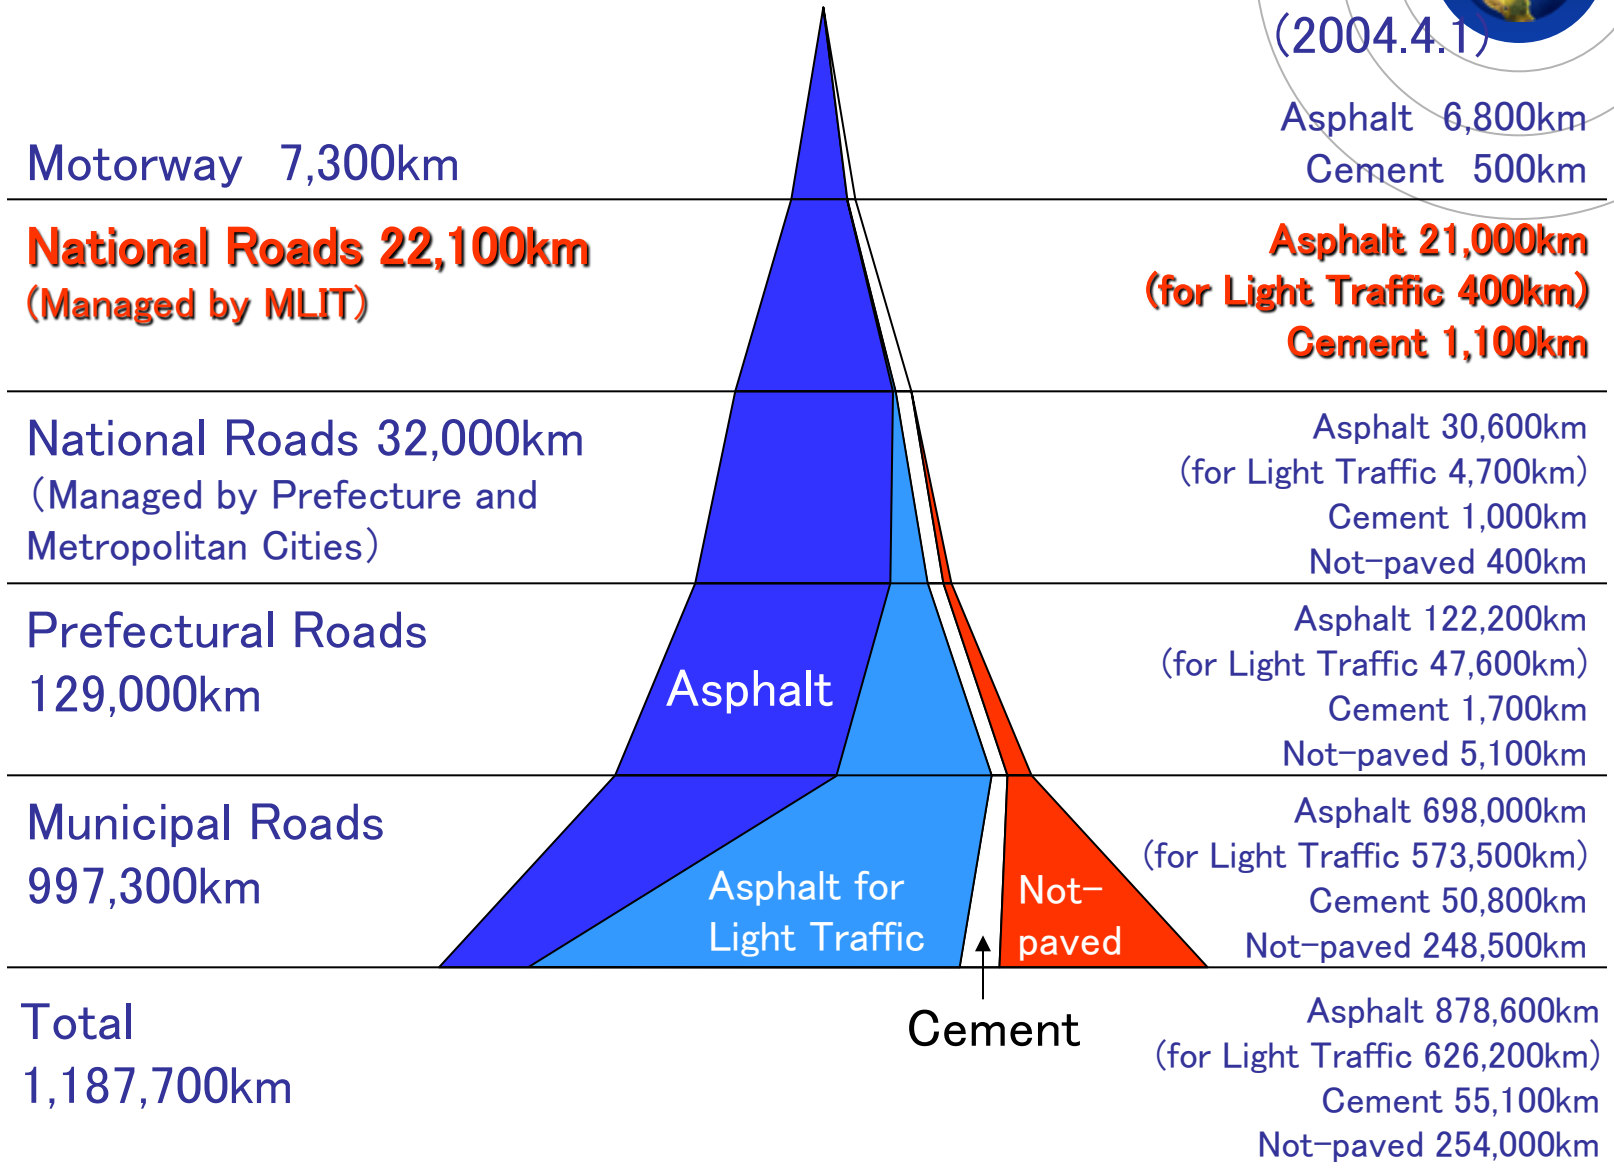 (2004.4.1)
Motorway 7,300km
Asphalt 6,800km
Cement 500km
National Roads 22,100km
(Managed by MLIT)
Asphalt 21,000km
(for Light Traffic 400km)
Cement 1,100km
National Roads 32,000km
(Managed by Prefecture and
Metropolitan Cities)
Asphalt 30,600km
(for Light Traffic 4,700km)
Cement 1,000km
Not-paved 400km
Prefectural Roads
129,000km
Asphalt
Asphalt 122,200km
(for Light Traffic 47,600km)
Cement 1,700km
Not-paved 5,100km
Municipal Roads
997,300km
Asphalt for
Light Traffic
Not-
paved
Asphalt 698,000km
(for Light Traffic 573,500km)
Cement 50,800km
Not-paved 248,500km
Cement
Total
1,187,700km
Asphalt 878,600km
(for Light Traffic 626,200km)
Cement 55,100km
Not-paved 254,000km